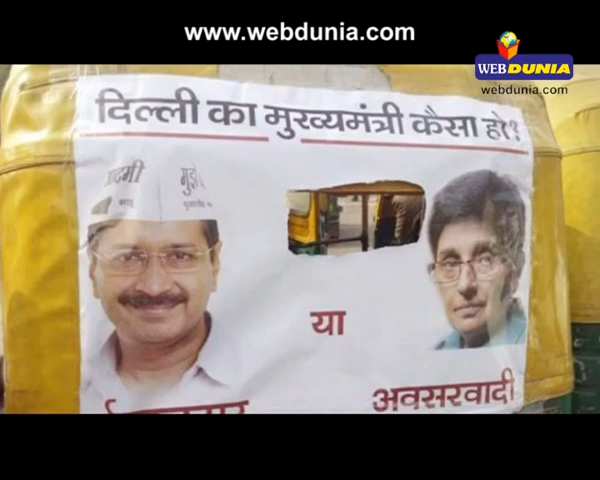 www.webdunia.com
WEBDUNIA
webdunia.com
दिल्ली का मुख्यमंत्री कैसा हो?
या
अवसरवादी